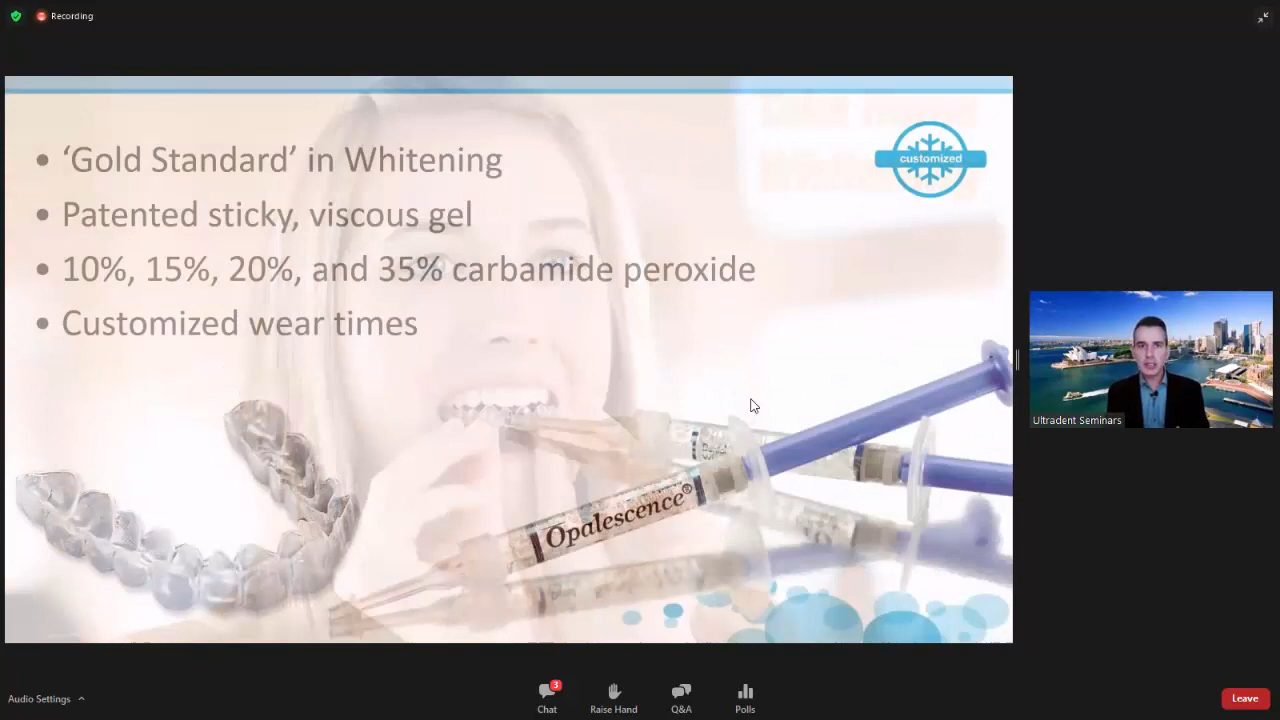 Recording
• ‘Gold Standard’ in Whitening
• Patented sticky, viscous gel
• 10%, 15%, 20%, and 35% carbamide peroxide
• Customized wear times
customized
Opalescence®
Ultradent Seminars
Audio Settings
3
Chat
Raise Hand
Q&A
Polls
Leave